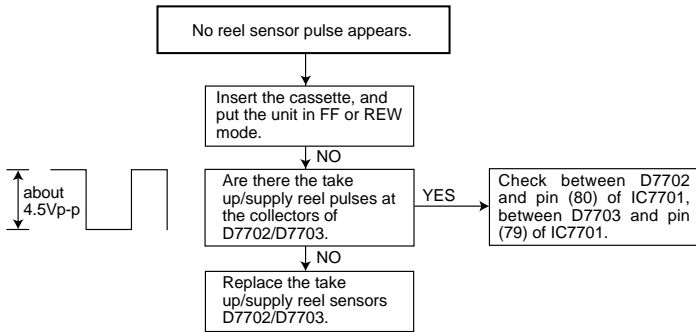 No reel sensor pulse appears.
Insert the cassette, and
put the unit in FF or REW
mode.
NO
about
4.5Vp-p
Are there the take
up/supply reel pulses at
the collectors of
D7702/D7703.
YES
Check between D7702
and pin (80) of IC7701,
between D7703 and pin
(79) of IC7701.
NO
Replace the take
up/supply reel sensors
D7702/D7703.